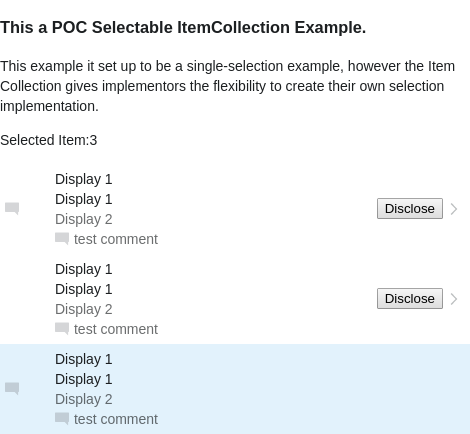 This a POC Selectable ItemCollection Example.
This example it set up to be a single-selection example, however the Item
Collection gives implementors the flexibility to create their own selection
implementation.
Selected Item:3
Display 1
Display 1
Disclose
Display 2
test comment
Display 1
Display 1
Disclose
Display 2
test comment
Display 1
Display 1
Display 2
test comment